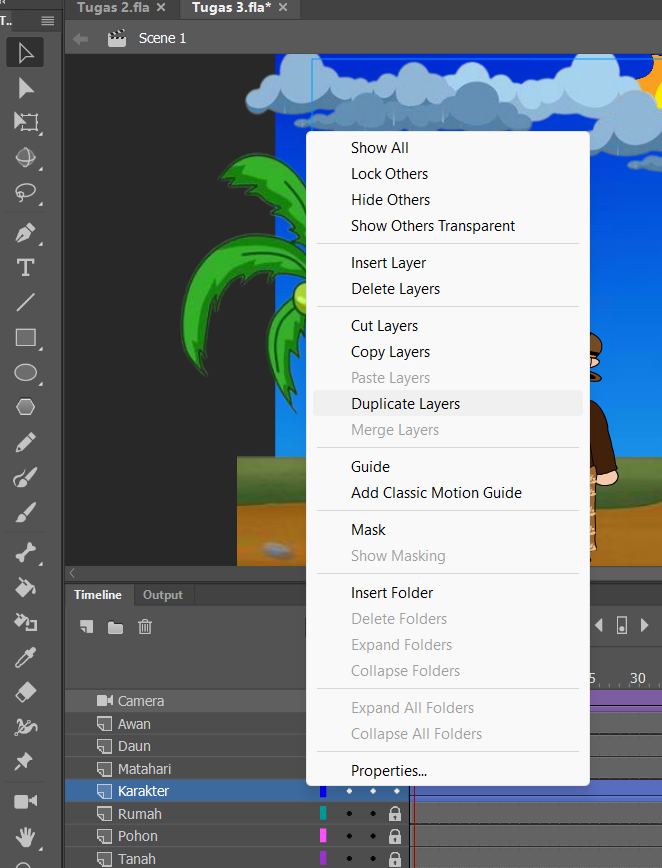 Tugas 2.fla ×
Tugas 3.fla* ×
T..
Scene 1
Show All
Lock Others
Hide Others
Show Others Transparent
Insert Layer
Delete Layers
Cut Layers
Copy Layers
Paste Layers
Duplicate Layers
Merge Layers
Guide
Add Classic Motion Guide
Mask
Show Masking
Insert Folder
Delete Folders
Expand Folders
Collapse Folders
Expand All Folders
Collapse All Folders
Properties...
Timeline
Output
30
Camera
Awan
Daun
Matahari
Karakter
Rumah
Pohon
Tanah